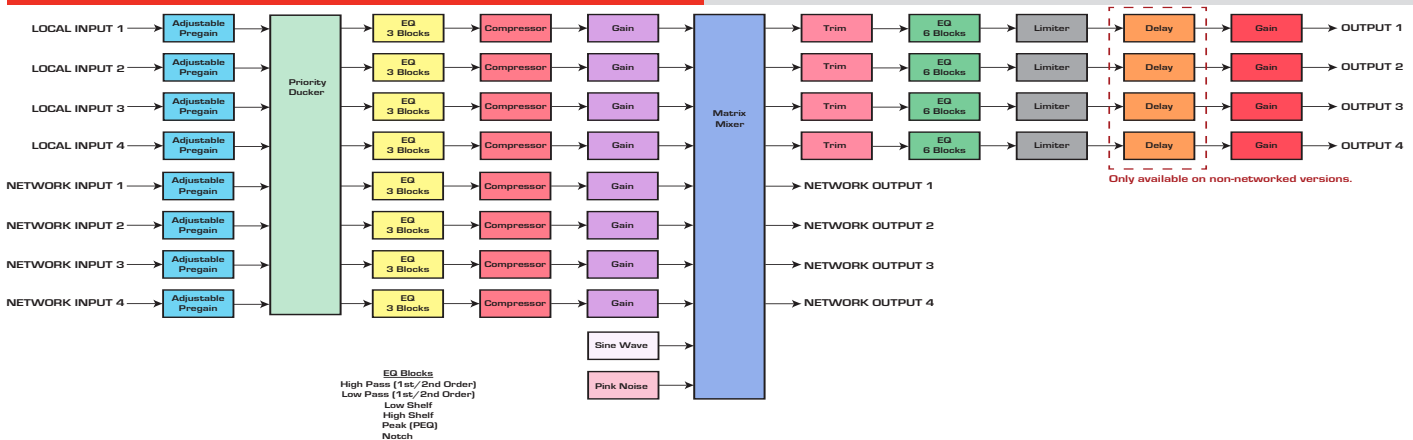 LOCAL INPUT 1
Adjustable
Pregain
EQ
3 Blocks
Compressor
Gain
Trim
EQ
6 Blocks
Limiter
Delay
Gain
OUTPUT 1
LOCAL INPUT 2
Adjustable
Pregain
Priority
Ducker
EQ
3 Blocks
Compressor
Gain
Trim
EQ
6 Blocks
Limiter
Delay
Gain
OUTPUT 2
LOCAL INPUT 3
Adjustable
Pregain
EQ
3 Blocks
Compressor
Gain
Matrix
Mixer
Trim
EQ
6 Blocks
Limiter
Delay
Gain
OUTPUT 3
LOCAL INPUT 4
Adjustable
Pregain
EQ
3 Blocks
Compressor
Gain
Trim
EQ
6 Blocks
Limiter
Delay
Gain
OUTPUT 4
Only available on non-networked versions.
NETWORK INPUT 1
Adjustable
Pregain
EQ
3 Blocks
Compressor
Gain
NETWORK OUTPUT 1
NETWORK INPUT 2
Adjustable
Pregain
EQ
3 Blocks
Compressor
Gain
NETWORK OUTPUT 2
NETWORK INPUT 3
Adjustable
Pregain
EQ
3 Blocks
Compressor
Gain
NETWORK OUTPUT 3
NETWORK INPUT 4
Adjustable
Pregain
EQ
3 Blocks
Compressor
Gain
NETWORK OUTPUT 4
Sine Wave
Pink Noise
EQ Blocks
High Pass (1st/2nd Order)
Low Pass (1st/2nd Order)
Low Shelf
High Shelf
Peak (PEQ)
Notch